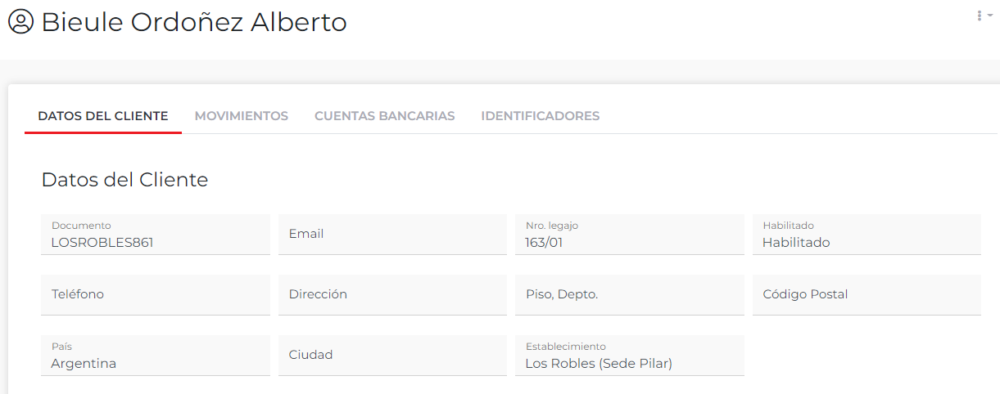 Bieule Ordoñez Alberto
DATOS DEL CLIENTE MOVIMIENTOS CUENTAS BANCARIAS IDENTIFICADORES
Datos del Cliente
Documento Nro. legajo Habilitado
LOSROBLES861 Email 163/01 Habilitado
Teléfono Dirección Piso, Depto. Código Postal
País Establecimiento
Argentina Ciudad Los Robles (Sede Pilar)